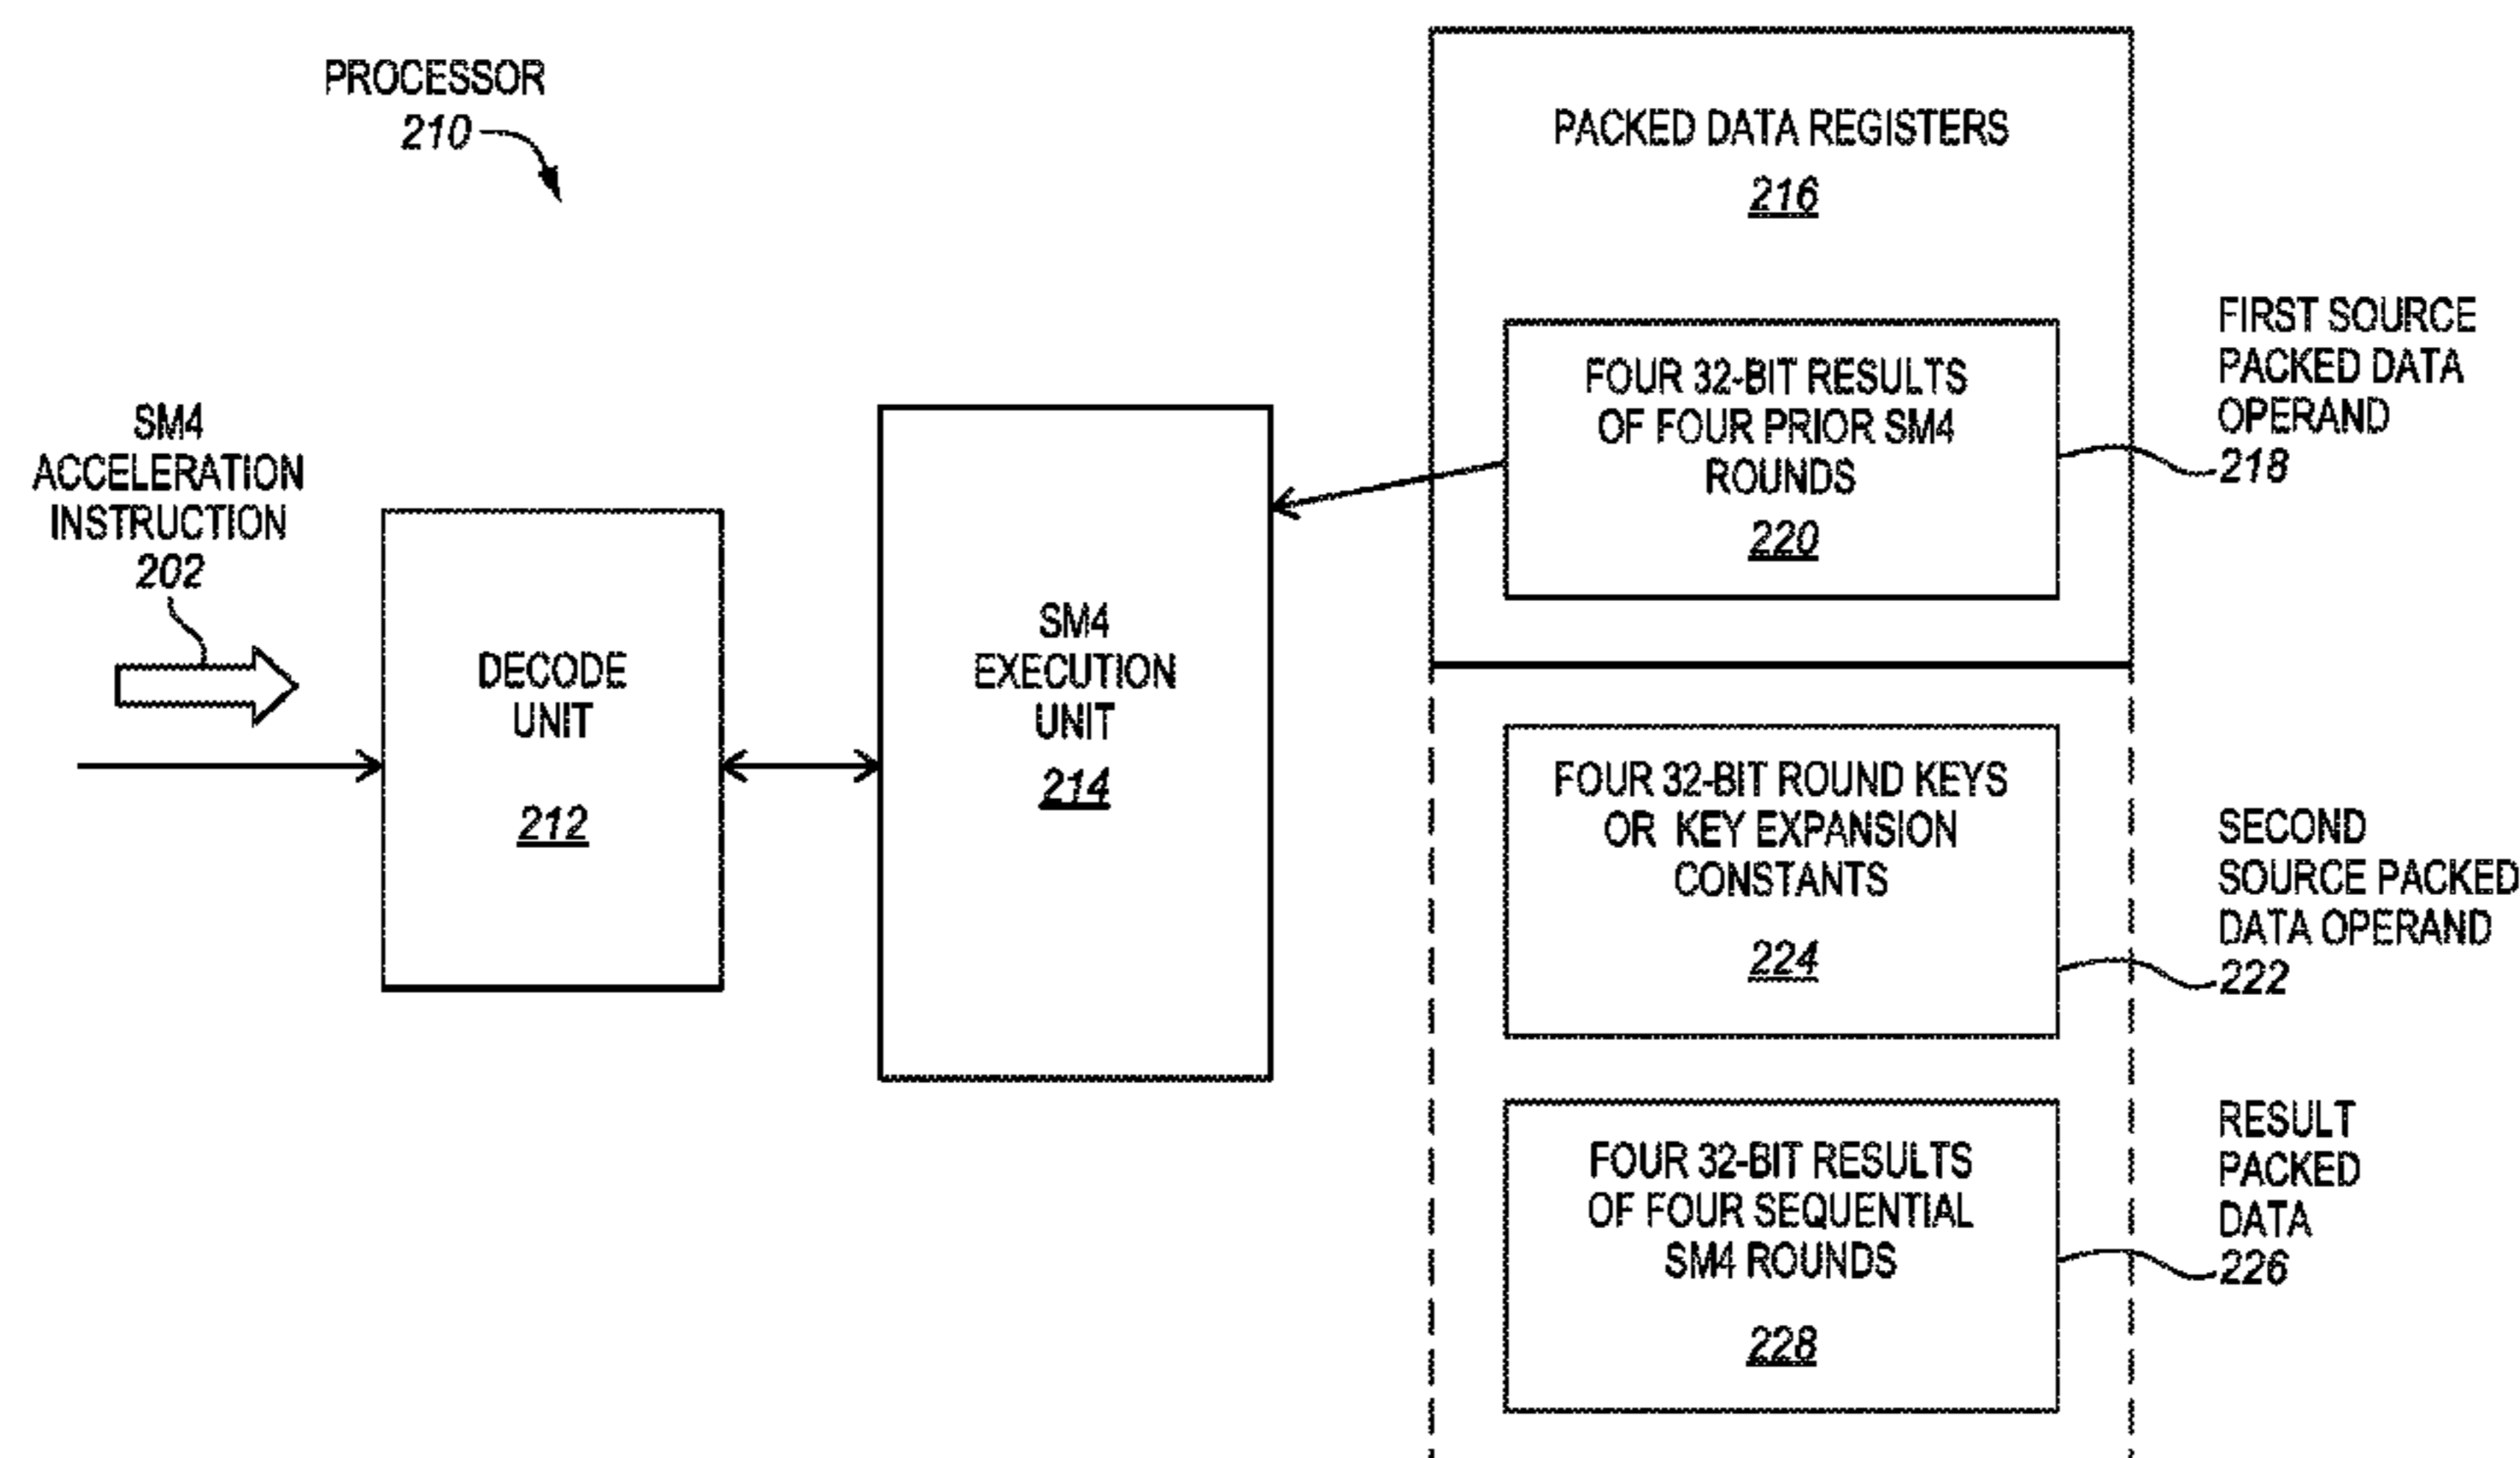 PROCESSOR
210
SM4
ACCELERATION
INSTRUCTION
202
DECODE
UNIT
212
SM4
EXECUTION
UNIT
214
PACKED DATA REGISTERS
216
FOUR 32-BIT RESULTS
OF FOUR PRIOR SM4
ROUNDS
220
FIRST SOURCE
PACKED DATA
OPERAND
218
FOUR 32-BIT ROUND KEYS
OR KEY EXPANSION
CONSTANTS
224
SECOND
SOURCE PACKED
DATA OPERAND
222
FOUR 32-BIT RESULTS
OF FOUR SEQUENTIAL
SM4 ROUNDS
228
RESULT
PACKED
DATA
226